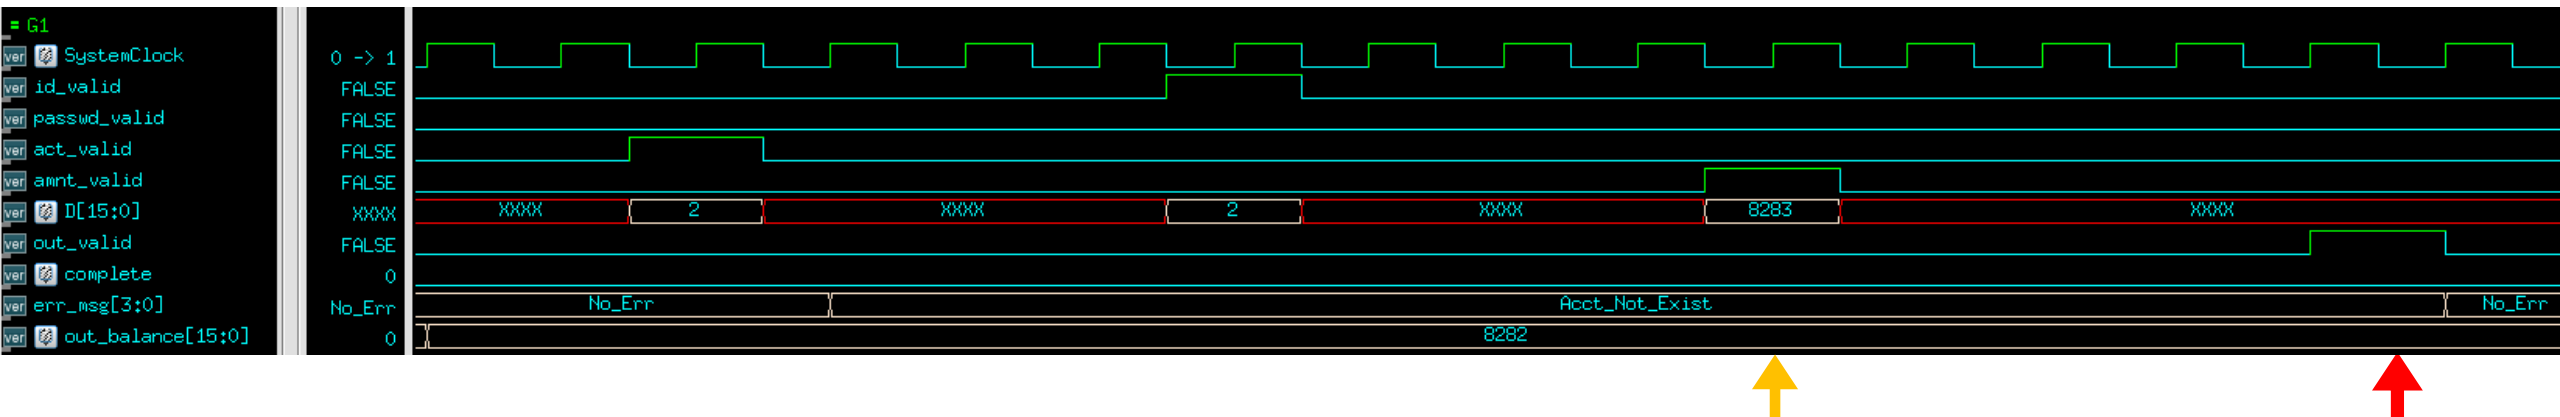 = G1
ver SystemClock 0 -> 1
ver id_valid FALSE
ver passwd_valid FALSE
ver act_valid FALSE
ver amnt_valid FALSE
ver D[15:0] XXXX XXXX 2 XXXX 2 XXXX 8283 XXXX
ver out_valid FALSE
ver complete 0
ver err_msg[3:0] No_Err No_Err Acct_Not_Exist No_Err
ver out_balance[15:0] 0 8282